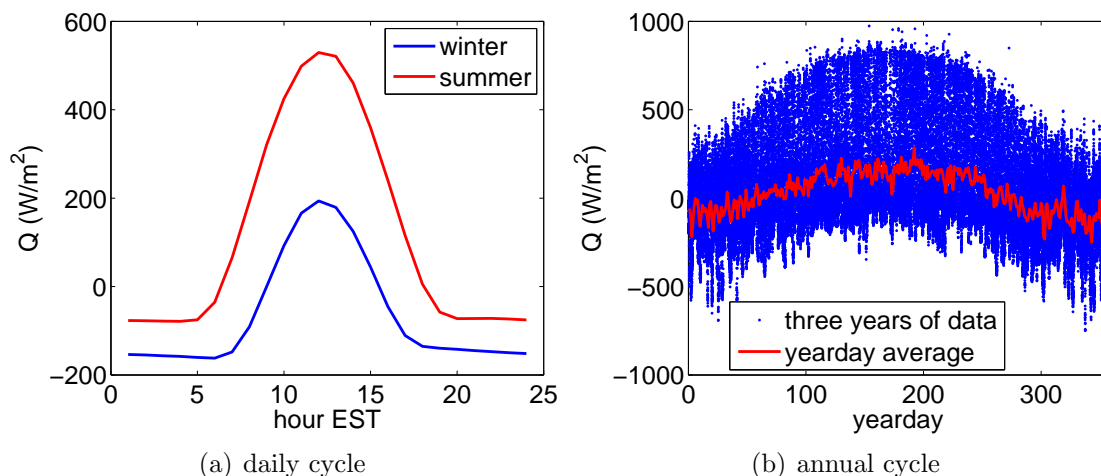 600
400
200
0
−200
Q (W/m²)
winter
summer
0
5
10
15
20
25
hour EST
(a) daily cycle
1000
500
0
−500
−1000
Q (W/m²)
three years of data
yearday average
0
100
200
300
yearday
(b) annual cycle